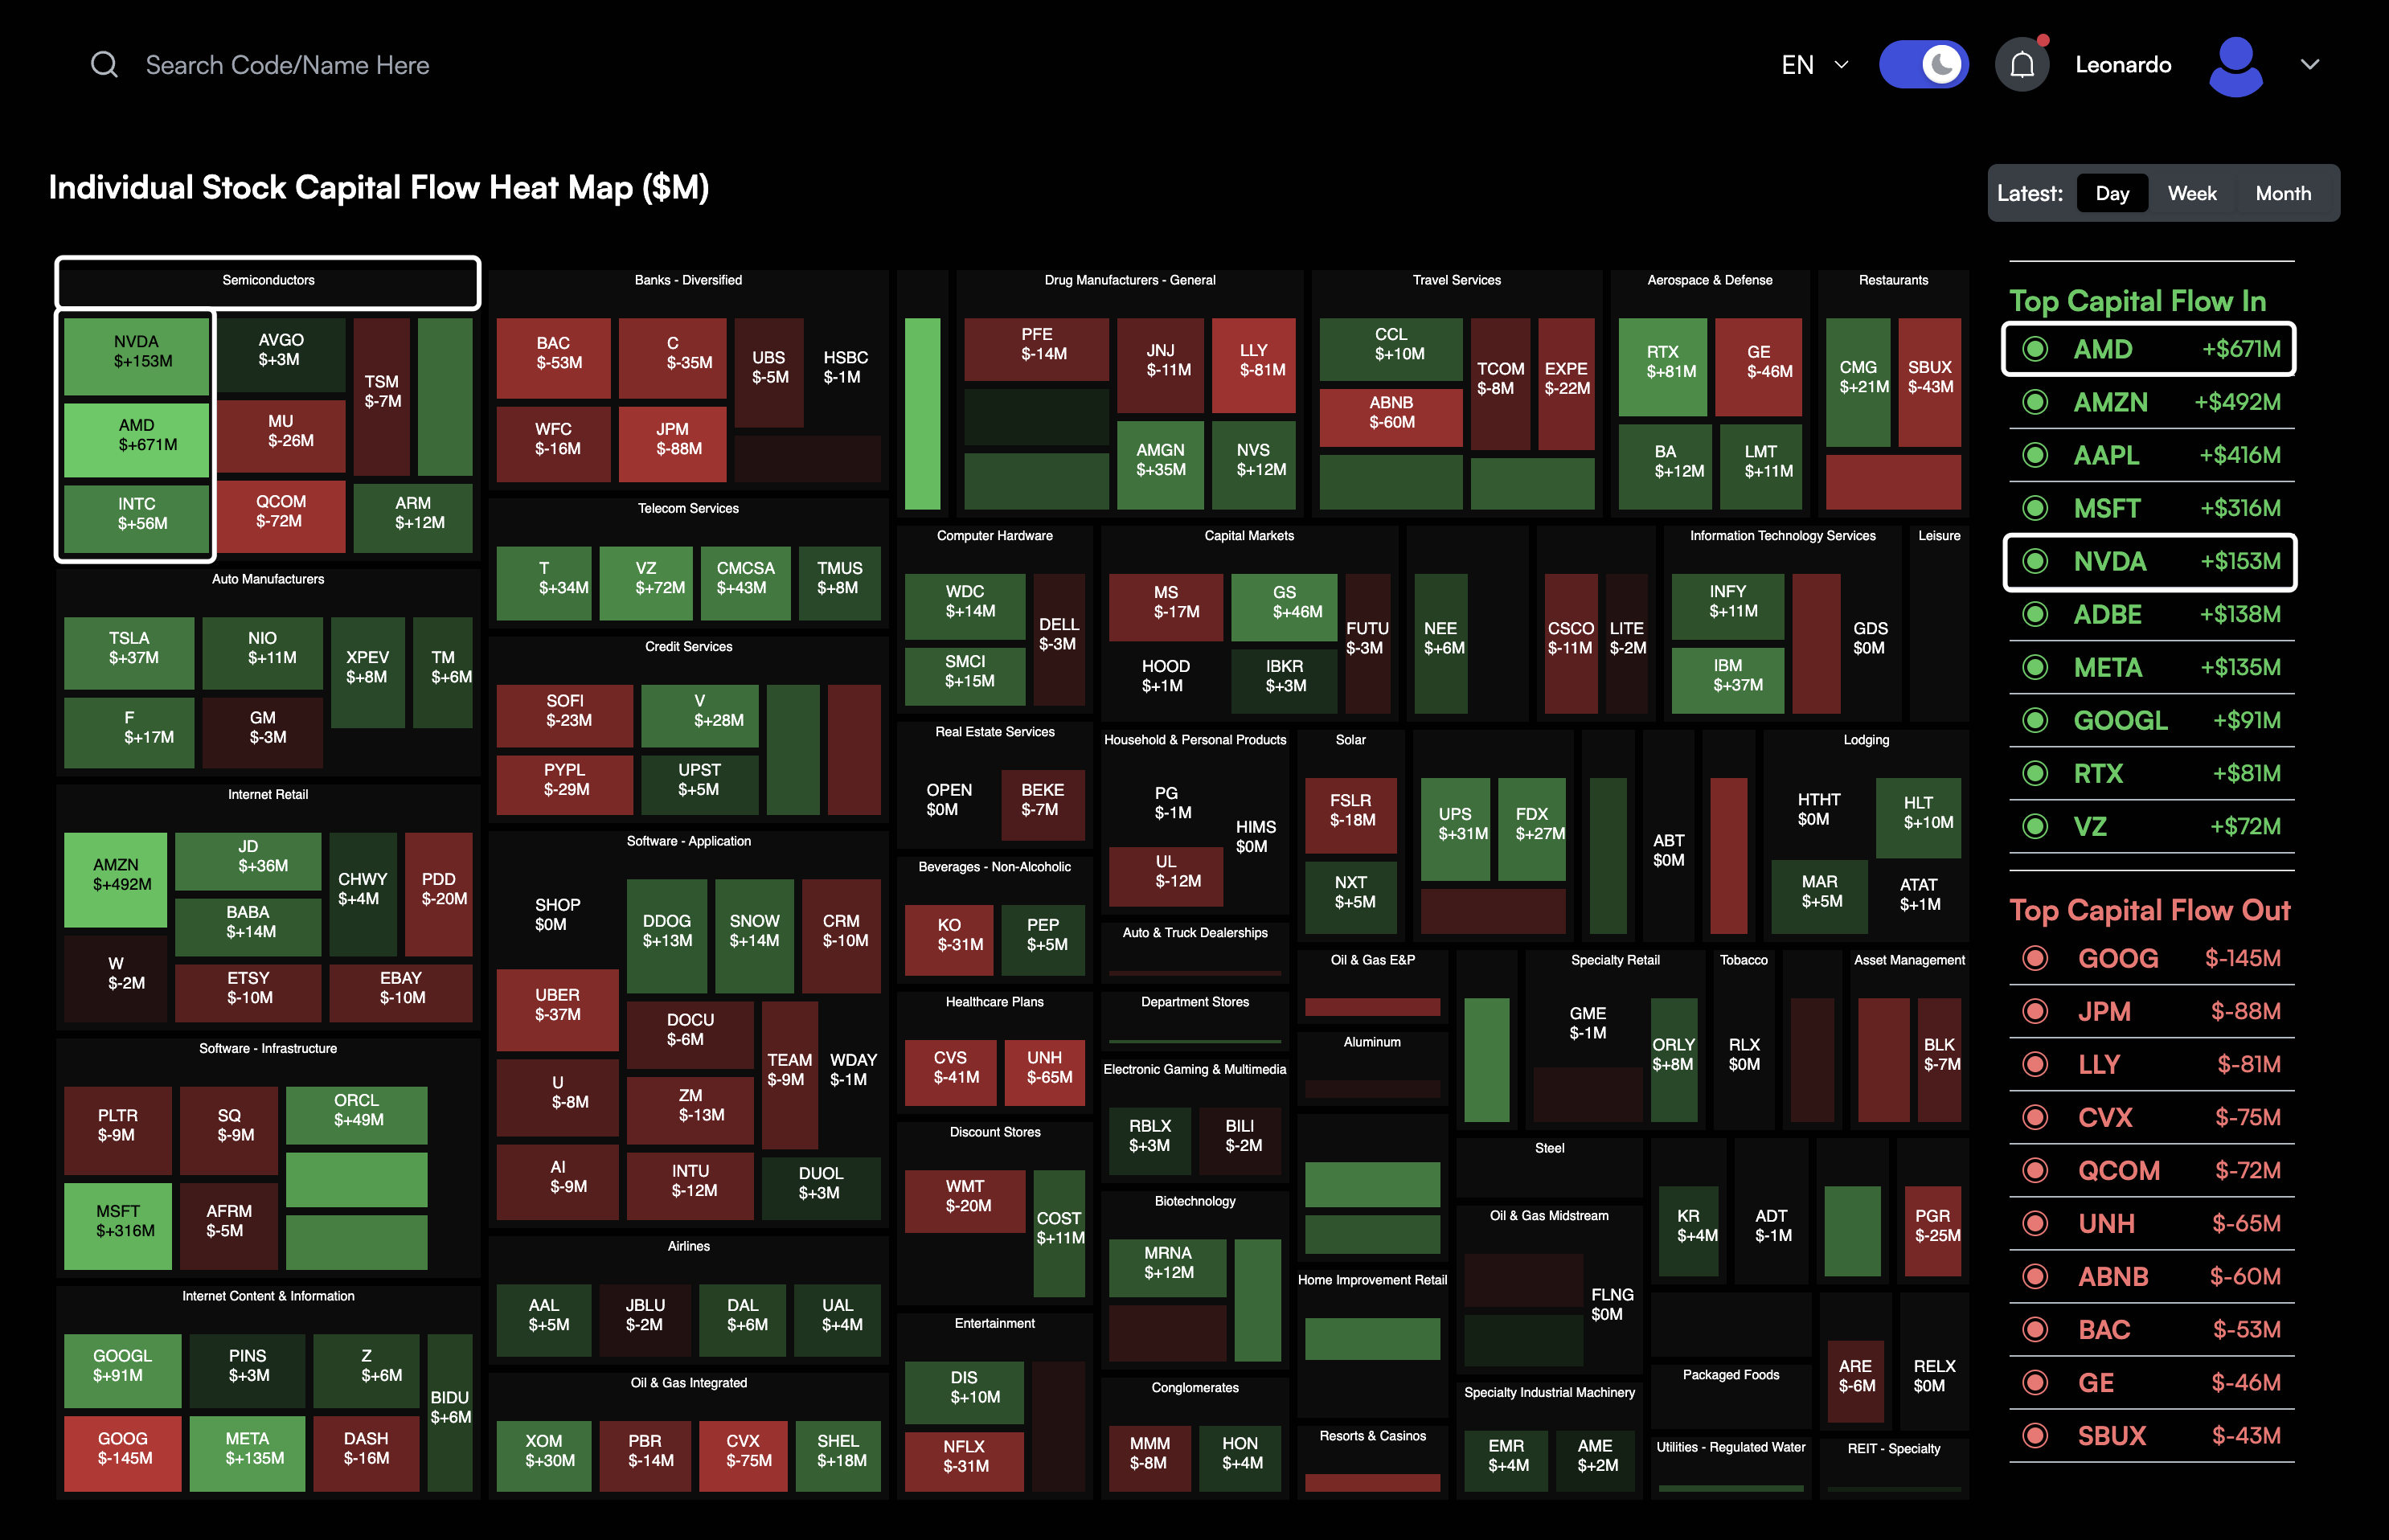 Search Code/Name Here
EN
Leonardo
Individual Stock Capital Flow Heat Map ($M)
Latest:
Day
Week
Month
Semiconductors
NVDA
$+153M
AMD
$+671M
INTC
$+56M
AVGO
$+3M
MU
$-26M
QCOM
$-72M
TSM
$-7M
ARM
$+12M
Auto Manufacturers
TSLA
$+37M
NIO
$+11M
XPEV
$+8M
TM
$+6M
F
$+17M
GM
$-3M
Internet Retail
AMZN
$+492M
JD
$+36M
BABA
$+14M
CHWY
$+4M
PDD
$-20M
W
$-2M
ETSY
$-10M
EBAY
$-10M
Software - Infrastructure
PLTR
$-9M
SQ
$-9M
ORCL
$+49M
MSFT
$+316M
AFRM
$-5M
Internet Content & Information
GOOGL
$+91M
PINS
$+3M
Z
$+6M
BIDU
$+6M
GOOG
$-145M
META
$+135M
DASH
$-16M
Banks - Diversified
BAC
$-53M
C
$-35M
UBS
$-5M
HSBC
$-1M
WFC
$-16M
JPM
$-88M
Telecom Services
T
$+34M
VZ
$+72M
CMCSA
$+43M
TMUS
$+8M
Credit Services
SOFI
$-23M
V
$+28M
PYPL
$-29M
UPST
$+5M
Software - Application
SHOP
$0M
DDOG
$+13M
SNOW
$+14M
CRM
$-10M
UBER
$-37M
DOCU
$-6M
TEAM
$-9M
WDAY
$-1M
U
$-8M
ZM
$-13M
AI
$-9M
INTU
$-12M
DUOL
$+3M
Airlines
AAL
$+5M
JBLU
$-2M
DAL
$+6M
UAL
$+4M
Oil & Gas Integrated
XOM
$+30M
PBR
$-14M
CVX
$-75M
SHEL
$+18M
Drug Manufacturers - General
PFE
$-14M
JNJ
$-11M
LLY
$-81M
AMGN
$+35M
NVS
$+12M
Travel Services
CCL
$+10M
ABNB
$-60M
TCOM
$-8M
EXPE
$-22M
Aerospace & Defense
RTX
$+81M
GE
$-46M
BA
$+12M
LMT
$+11M
Restaurants
CMG
$+21M
SBUX
$-43M
Computer Hardware
WDC
$+14M
DELL
$-3M
SMCI
$+15M
Capital Markets
MS
$-17M
GS
$+46M
FUTU
$-3M
HOOD
$+1M
IBKR
$+3M
NEE
$+6M
CSCO
$-11M
LITE
$-2M
Information Technology Services
INFY
$+11M
IBM
$+37M
GDS
$0M
Leisure
Real Estate Services
OPEN
$0M
BEKE
$-7M
Household & Personal Products
PG
$-1M
HIMS
$0M
UL
$-12M
Solar
FSLR
$-18M
NXT
$+5M
UPS
$+31M
FDX
$+27M
ABT
$0M
Lodging
HTHT
$0M
HLT
$+10M
MAR
$+5M
ATAT
$+1M
Beverages - Non-Alcoholic
KO
$-31M
PEP
$+5M
Auto & Truck Dealerships
Healthcare Plans
CVS
$-41M
UNH
$-65M
Department Stores
Oil & Gas E&P
Aluminum
Specialty Retail
GME
$-1M
ORLY
$+8M
Tobacco
RLX
$0M
Asset Management
BLK
$-7M
Electronic Gaming & Multimedia
RBLX
$+3M
BILI
$-2M
Discount Stores
WMT
$-20M
COST
$+11M
Biotechnology
MRNA
$+12M
Steel
Oil & Gas Midstream
FLNG
$0M
KR
$+4M
ADT
$-1M
PGR
$-25M
Home Improvement Retail
Entertainment
DIS
$+10M
NFLX
$-31M
Conglomerates
MMM
$-8M
HON
$+4M
Resorts & Casinos
Specialty Industrial Machinery
EMR
$+4M
AME
$+2M
Packaged Foods
ARE
$-6M
RELX
$0M
Utilities - Regulated Water
REIT - Specialty
Top Capital Flow In
AMD +$671M
AMZN +$492M
AAPL +$416M
MSFT +$316M
NVDA +$153M
ADBE +$138M
META +$135M
GOOGL +$91M
RTX +$81M
VZ +$72M
Top Capital Flow Out
GOOG $-145M
JPM $-88M
LLY $-81M
CVX $-75M
QCOM $-72M
UNH $-65M
ABNB $-60M
BAC $-53M
GE $-46M
SBUX $-43M